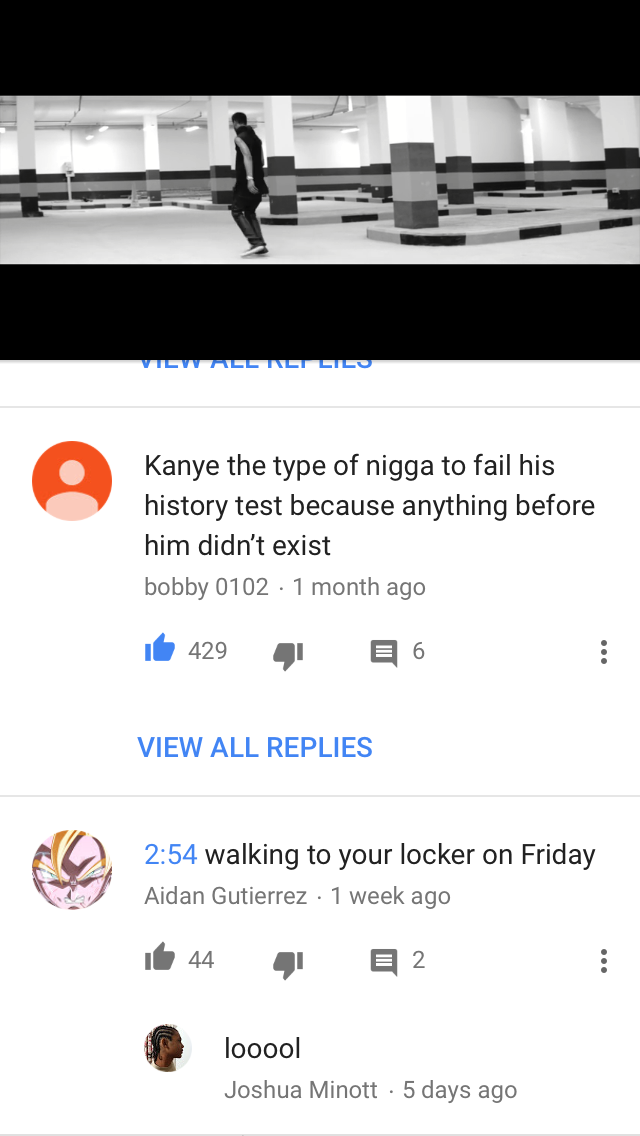 VIEW ALL REPLIES
Kanye the type of nigga to fail his
history test because anything before
him didn’t exist
bobby 0102 · 1 month ago
429 6
VIEW ALL REPLIES
2:54 walking to your locker on Friday
Aidan Gutierrez · 1 week ago
44 2
looool
Joshua Minott · 5 days ago